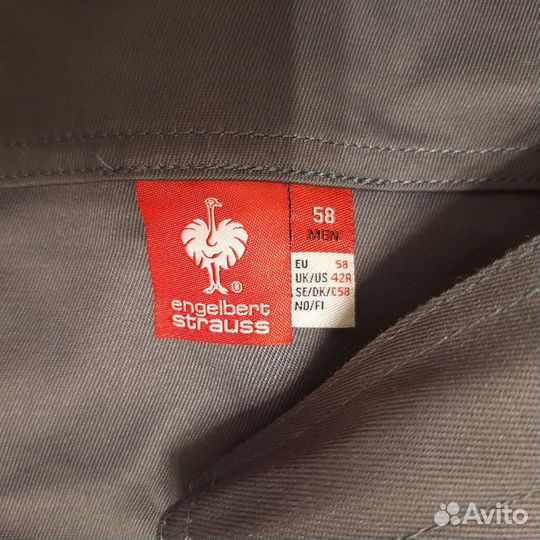 ®
engelbert
strauss
58
MEN
EU 58
UK/US 42R
SE/DK/ C58
NO/FI
Avito